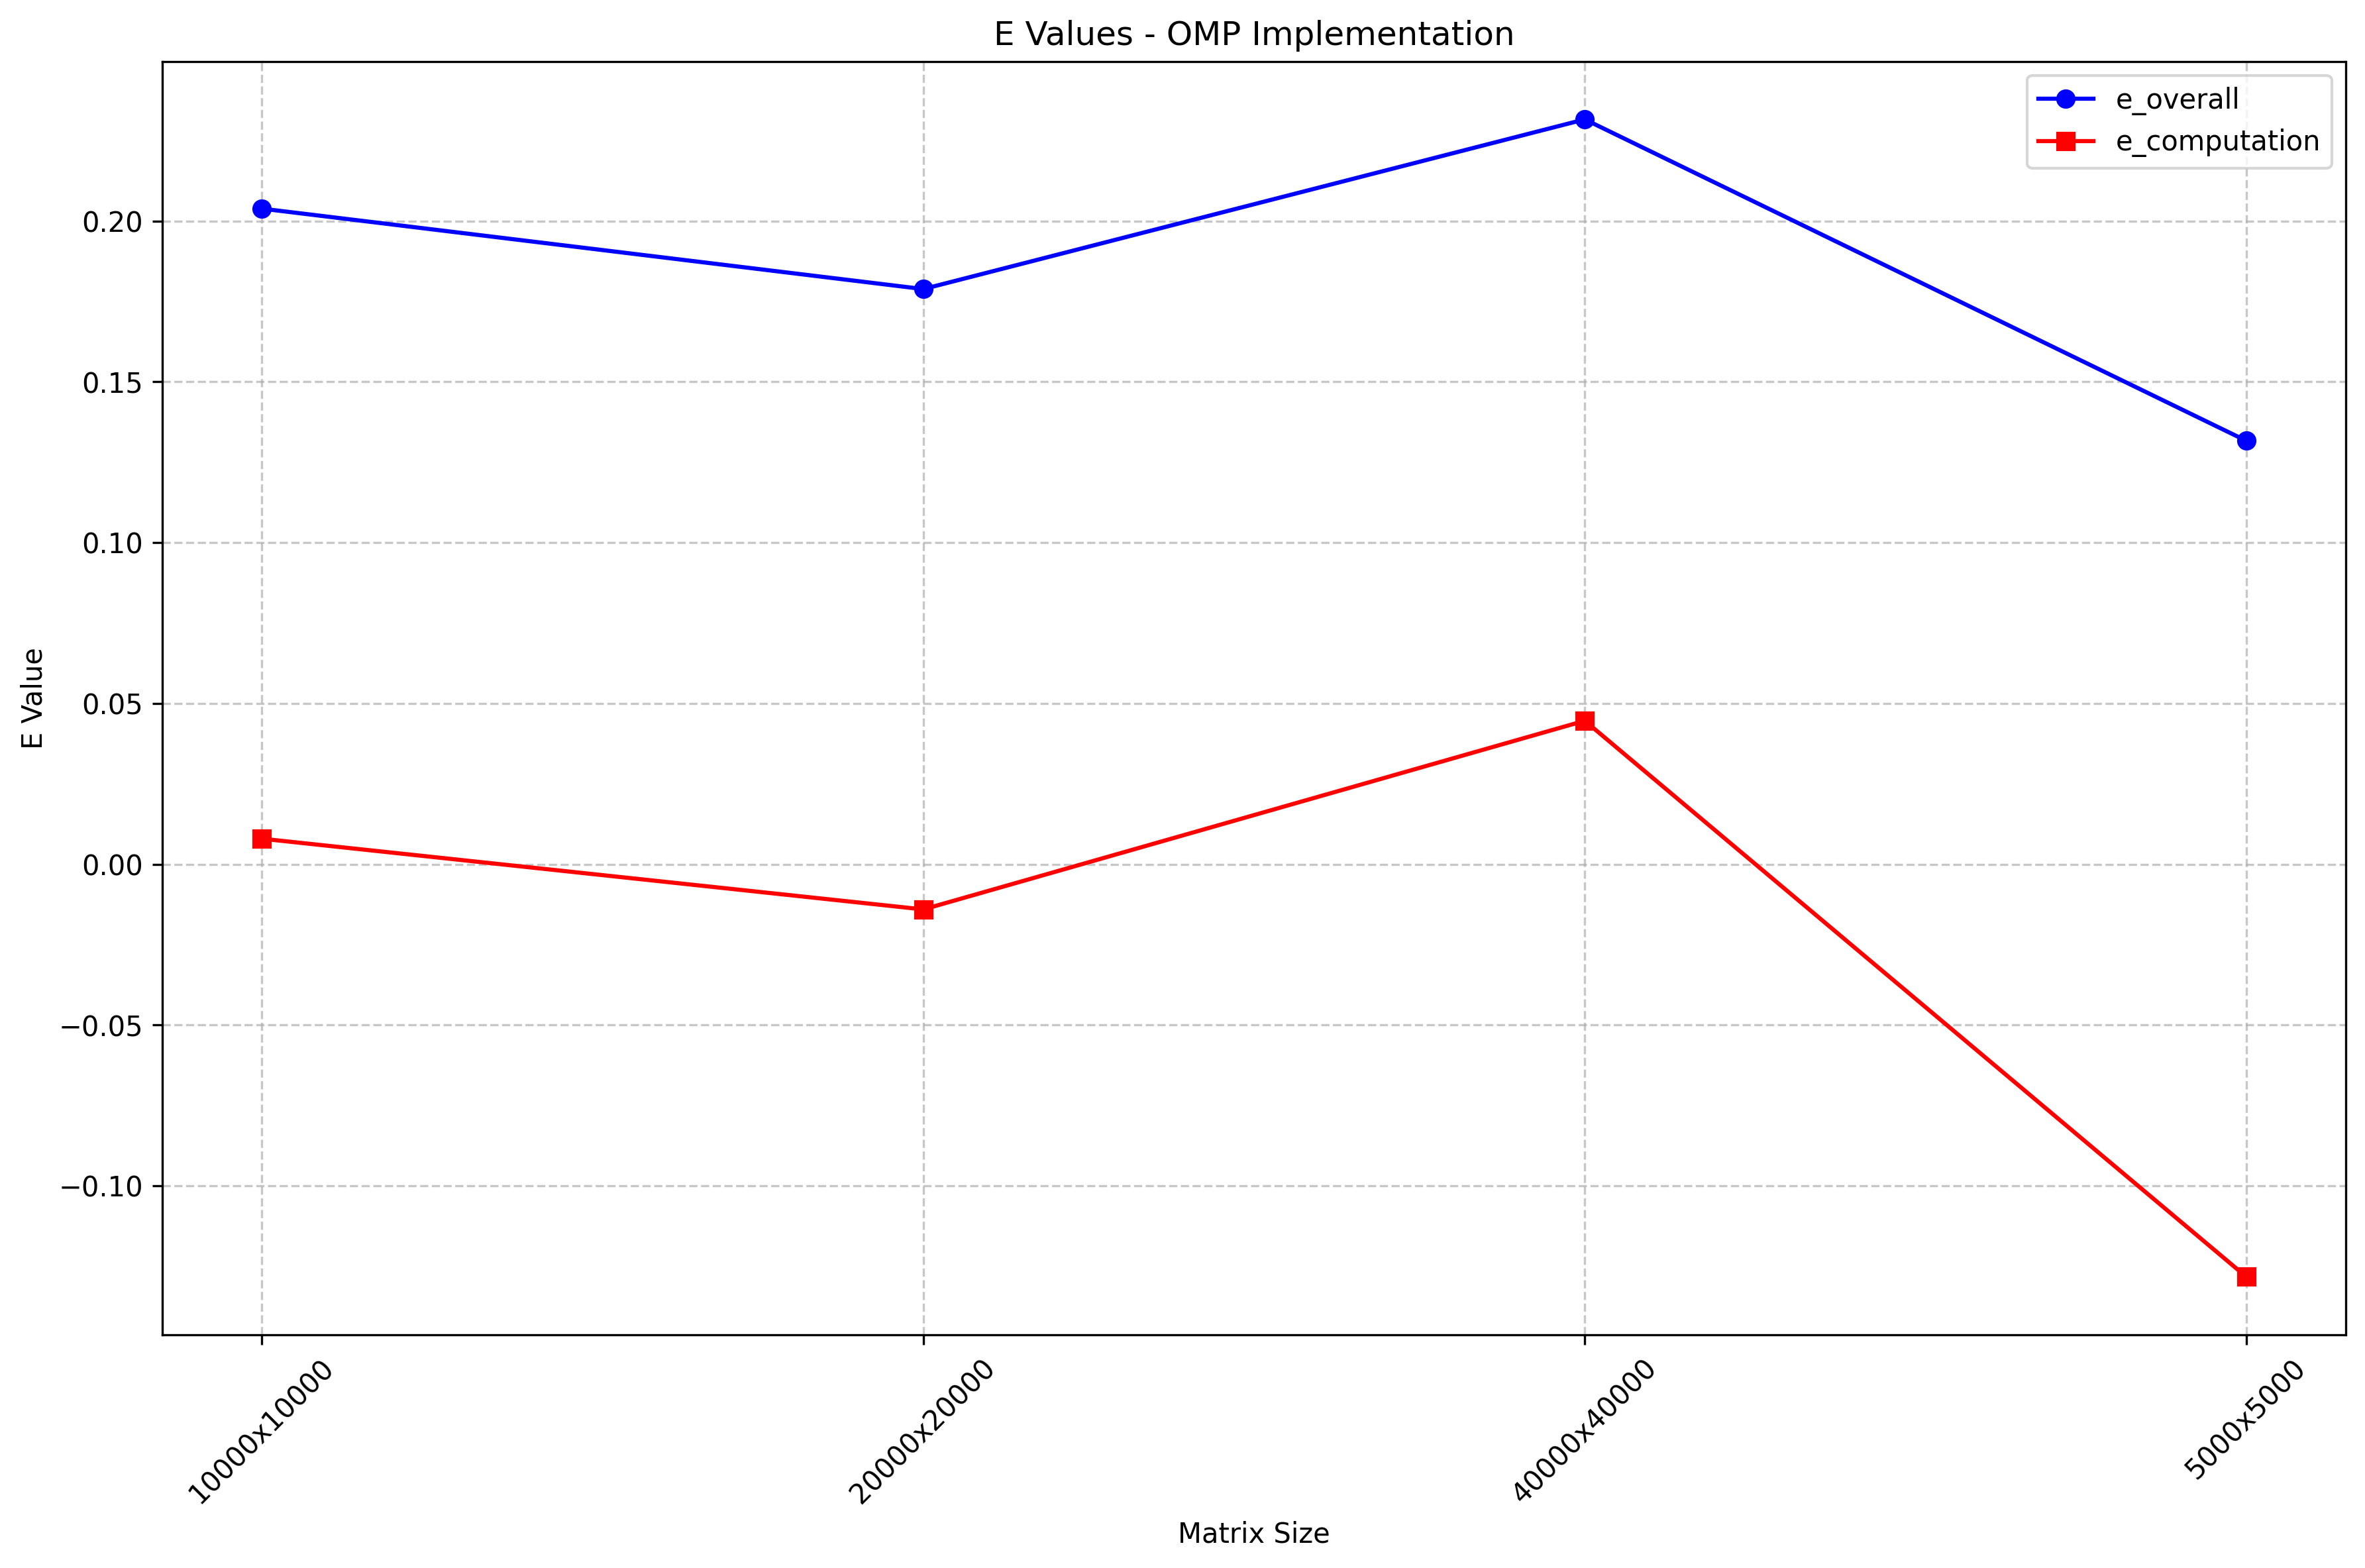 E Values - OMP Implementation
e_overall
e_computation
E Value
0.20
0.15
0.10
0.05
0.00
−0.05
−0.10
10000x10000
20000x20000
40000x40000
5000x5000
Matrix Size